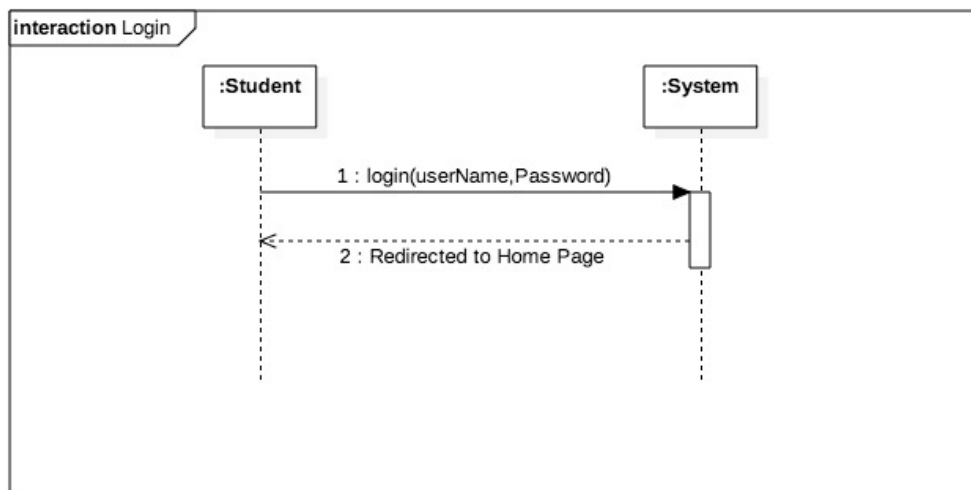 interaction Login
:Student
:System
1 : login(userName,Password)
2 : Redirected to Home Page